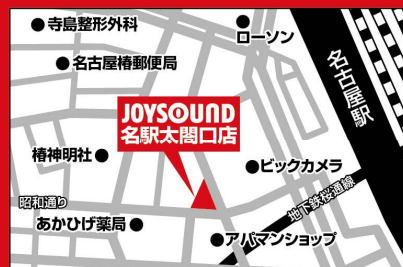 寺島整形外科
ローソン
名古屋椿郵便局
名古屋駅
JOYSOUND
名駅太閤口店
椿神明社
ビックカメラ
昭和通り
地下鉄桜通線
あかひげ薬局
アパマンショップ